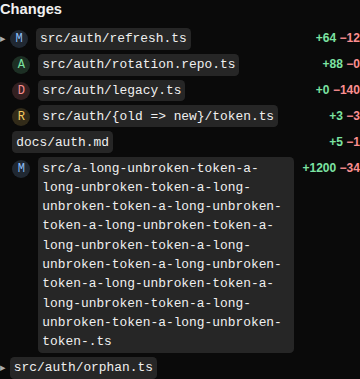 Changes
▸ M src/auth/refresh.ts +64 −12
A src/auth/rotation.repo.ts +88 −0
D src/auth/legacy.ts +0 −140
R src/auth/{old => new}/token.ts +3 −3
docs/auth.md +5 −1
M src/a-long-unbroken-token-a- +1200 −34
long-unbroken-token-a-long-
unbroken-token-a-long-unbroken-
token-a-long-unbroken-token-a-
long-unbroken-token-a-long-
unbroken-token-a-long-unbroken-
token-a-long-unbroken-token-a-
long-unbroken-token-a-long-
unbroken-token-a-long-unbroken-
token-.ts
▸ src/auth/orphan.ts